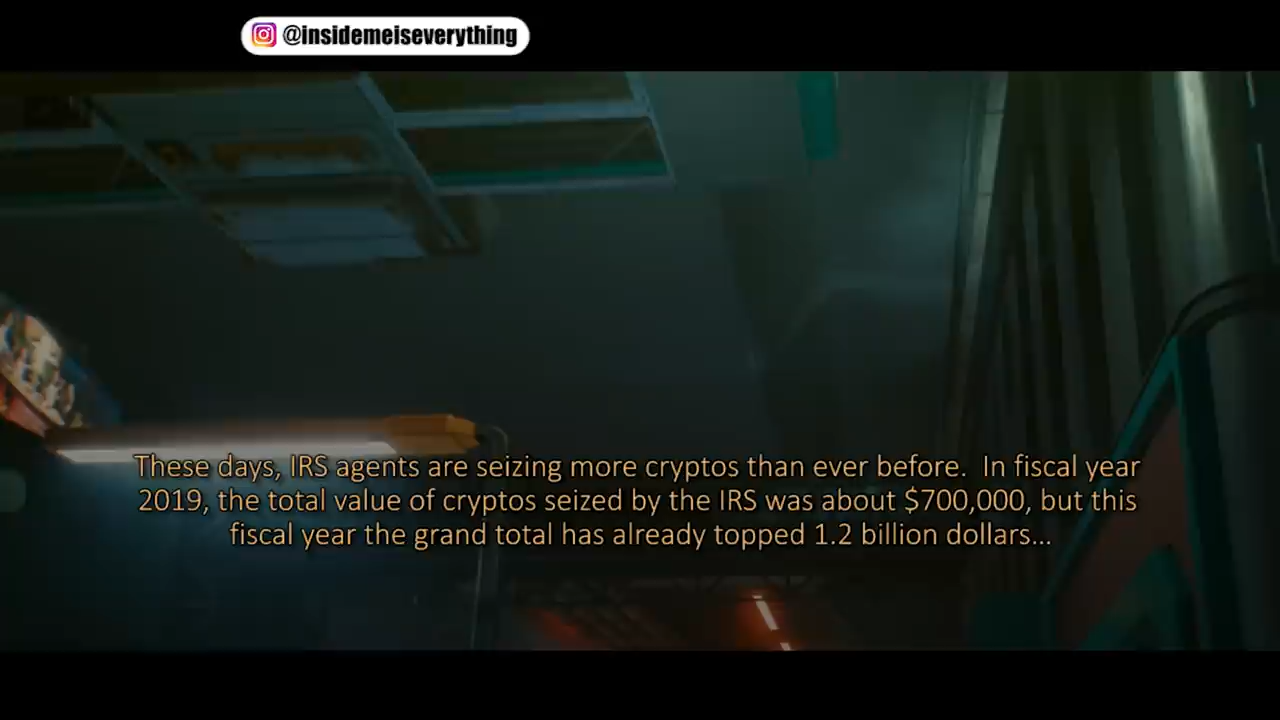 @insidemeiseverything
These days, IRS agents are seizing more cryptos than ever before.  In fiscal year
2019, the total value of cryptos seized by the IRS was about $700,000, but this
fiscal year the grand total has already topped 1.2 billion dollars...